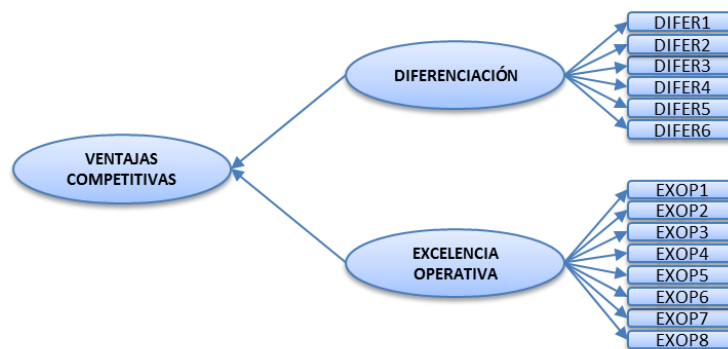 DIFER1
DIFER2
DIFERENCIACIÓN
DIFER3
DIFER4
DIFER5
DIFER6
VENTAJAS
COMPETITIVAS
EXOP1
EXOP2
EXOP3
EXCELENCIA
OPERATIVA
EXOP4
EXOP5
EXOP6
EXOP7
EXOP8